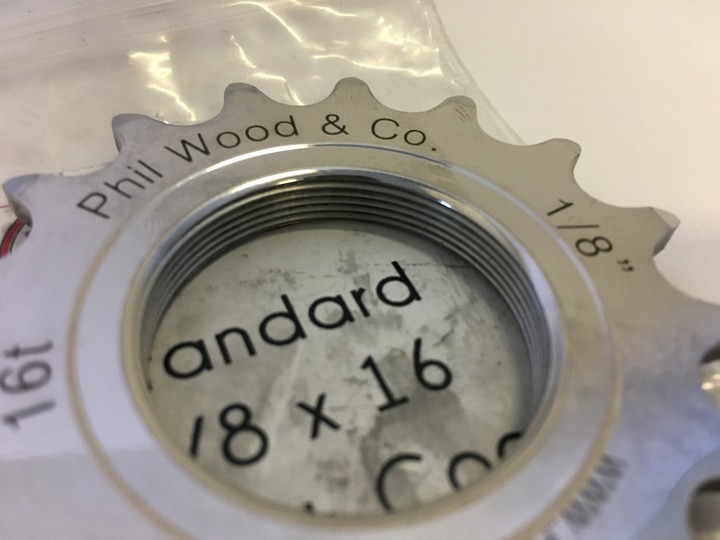 Phil Wood & Co.
1/8"
16t
andard
/8 x 16